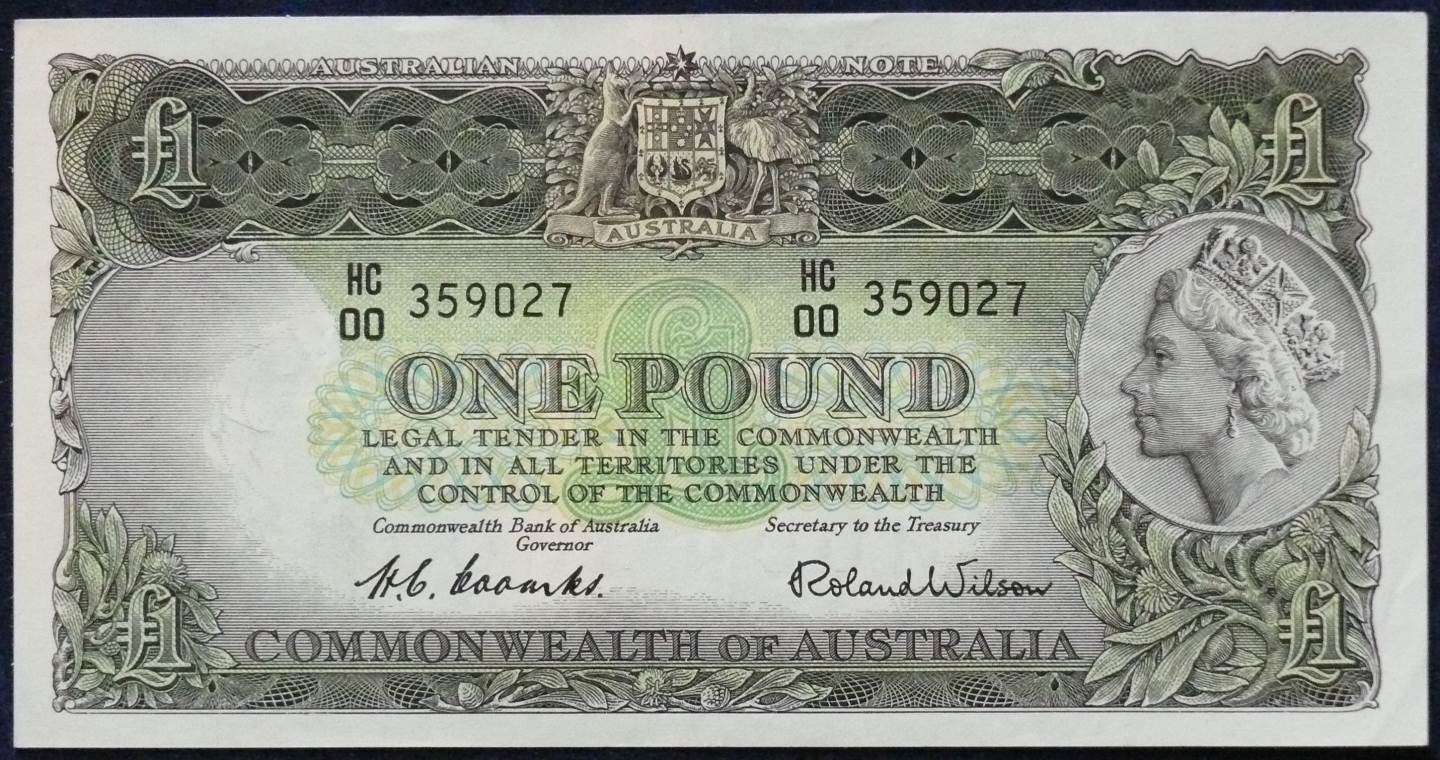 AUSTRALIAN NOTE
£1 £1
AUSTRALIA
HC 359027 HC 359027
00 00
£
ONE POUND
LEGAL TENDER IN THE COMMONWEALTH
AND IN ALL TERRITORIES UNDER THE
CONTROL OF THE COMMONWEALTH
Commonwealth Bank of Australia Secretary to the Treasury
Governor
H.C. Coombs. Roland Wilson
COMMONWEALTH OF AUSTRALIA
£1 £1